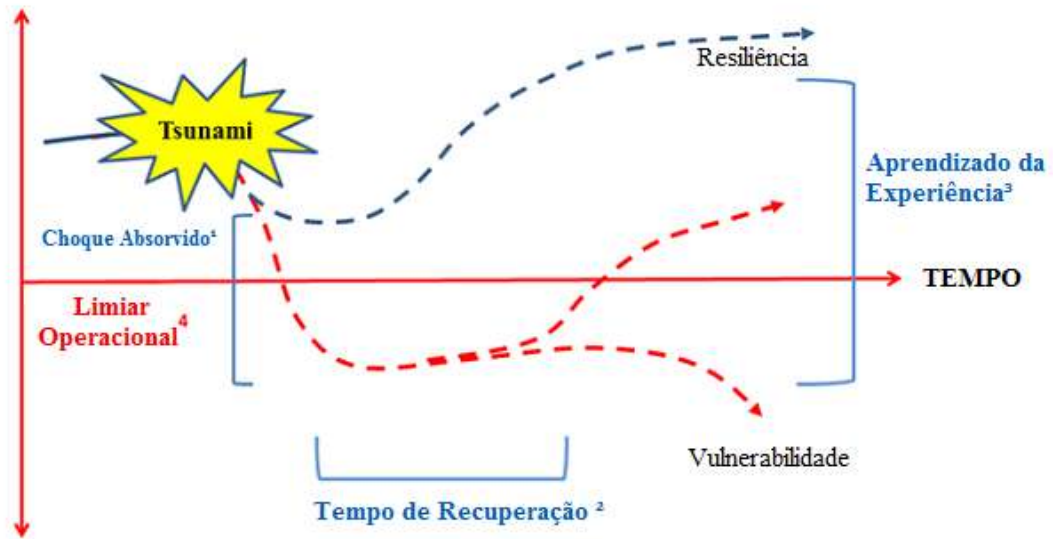 Resiliência
Tsunami
Aprendizado da
Experiência³
Choque Absorvido¹
TEMPO
Limiar
Operacional⁴
Vulnerabilidade
Tempo de Recuperação ²